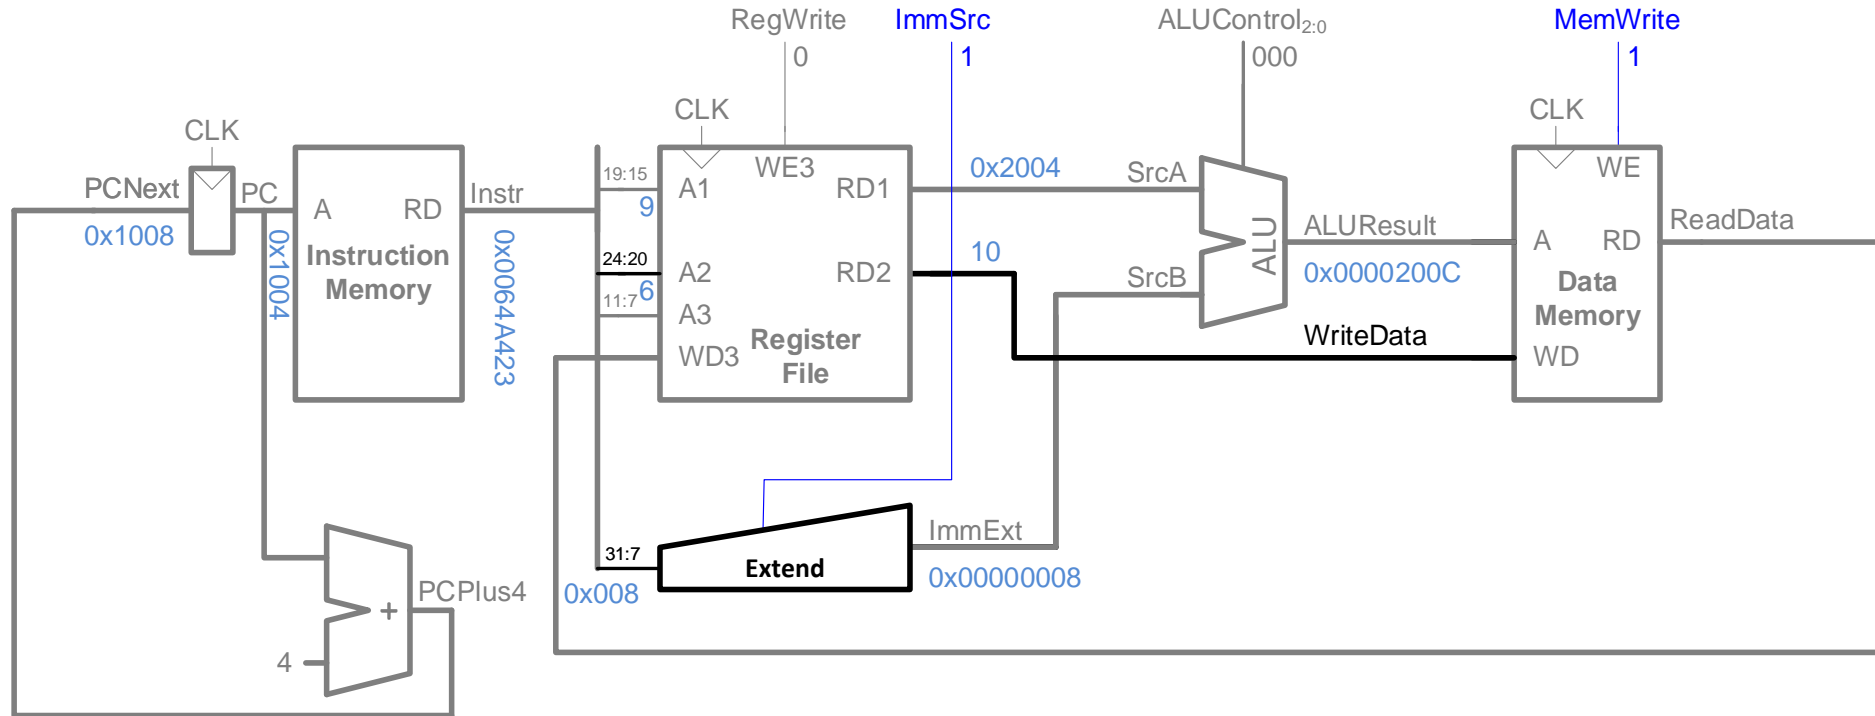 RegWrite
ImmSrc
ALUControl2:0
MemWrite
0
1
000
1
CLK
CLK
CLK
PCNext
PC
0x1008
0x1004
A
RD
Instruction
Memory
Instr
0x0064A423
19:15
9
24:20
6
11:7
A1
A2
A3
WD3
WE3
RD1
RD2
Register
File
0x2004
10
SrcA
SrcB
ALU
ALUResult
0x0000200C
WriteData
WE
A
RD
Data
Memory
WD
ReadData
31:7
0x008
Extend
ImmExt
0x00000008
PCPlus4
+
4